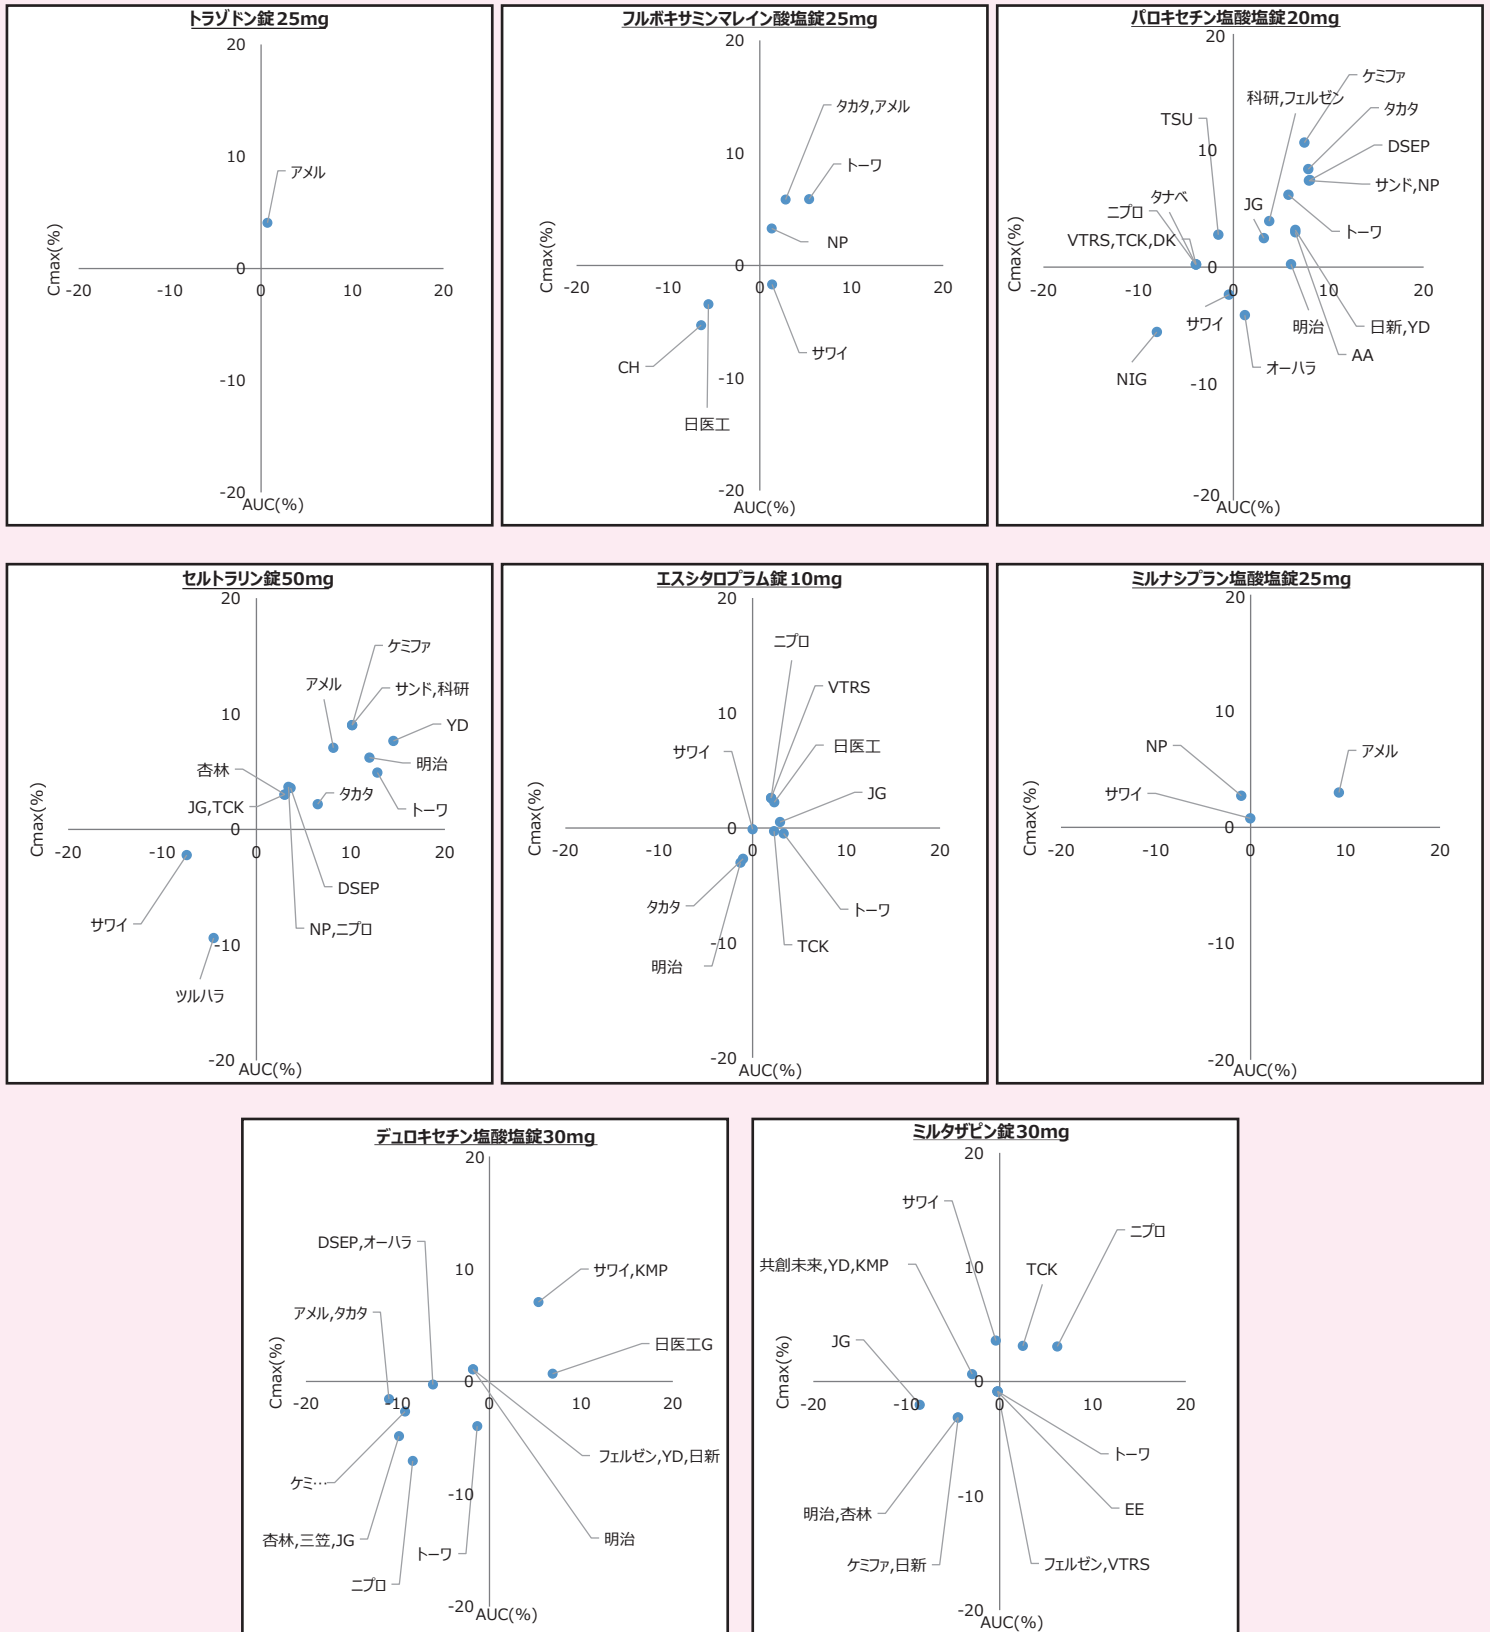 トラゾドン錠25mg
20
10
アメル
Cmax(%)
0
-20
-10
0
10
20
-10
-20
AUC(%)
フルボキサミンマレイン酸塩錠25mg
20
タカタ,アメル
10
トーワ
NP
Cmax(%)
0
-20
-10
0
10
20
サワイ
CH
-10
日医工
-20
AUC(%)
パロキセチン塩酸塩錠20mg
20
ケミファ
科研,フェルゼン
タカタ
TSU
10
DSEP
サンド,NP
タナベ
ニプロ
JG
トーワ
VTRS,TCK,DK
Cmax(%)
0
-20
-10
0
10
20
サワイ
明治
日新,YD
AA
オーハラ
NIG
-10
-20
AUC(%)
セルトラリン錠50mg
20
ケミファ
アメル
サンド,科研
10
YD
明治
杏林
タカタ
JG,TCK
トーワ
Cmax(%)
0
-20
-10
0
10
20
DSEP
サワイ
NP,ニプロ
-10
ツルハラ
-20
AUC(%)
エスシタロプラム錠10mg
20
ニプロ
VTRS
10
サワイ
日医工
JG
Cmax(%)
0
-20
-10
0
10
20
タカタ
トーワ
-10
TCK
明治
-20
AUC(%)
ミルナシプラン塩酸塩錠25mg
20
10
NP
アメル
サワイ
Cmax(%)
0
-20
-10
0
10
20
-10
-20
AUC(%)
デュロキセチン塩酸塩錠30mg
20
DSEP,オーハラ
10
サワイ,KMP
アメル,タカタ
日医工G
Cmax(%)
0
-20
-10
0
10
20
フェルゼン,YD,日新
ケミ…
-10
杏林,三笠,JG
明治
トーワ
ニプロ
-20
AUC(%)
ミルタザピン錠30mg
20
サワイ
ニプロ
共創未来,YD,KMP
10
TCK
JG
Cmax(%)
0
-20
-10
0
10
20
トーワ
-10
明治,杏林
EE
ケミファ,日新
フェルゼン,VTRS
-20
AUC(%)